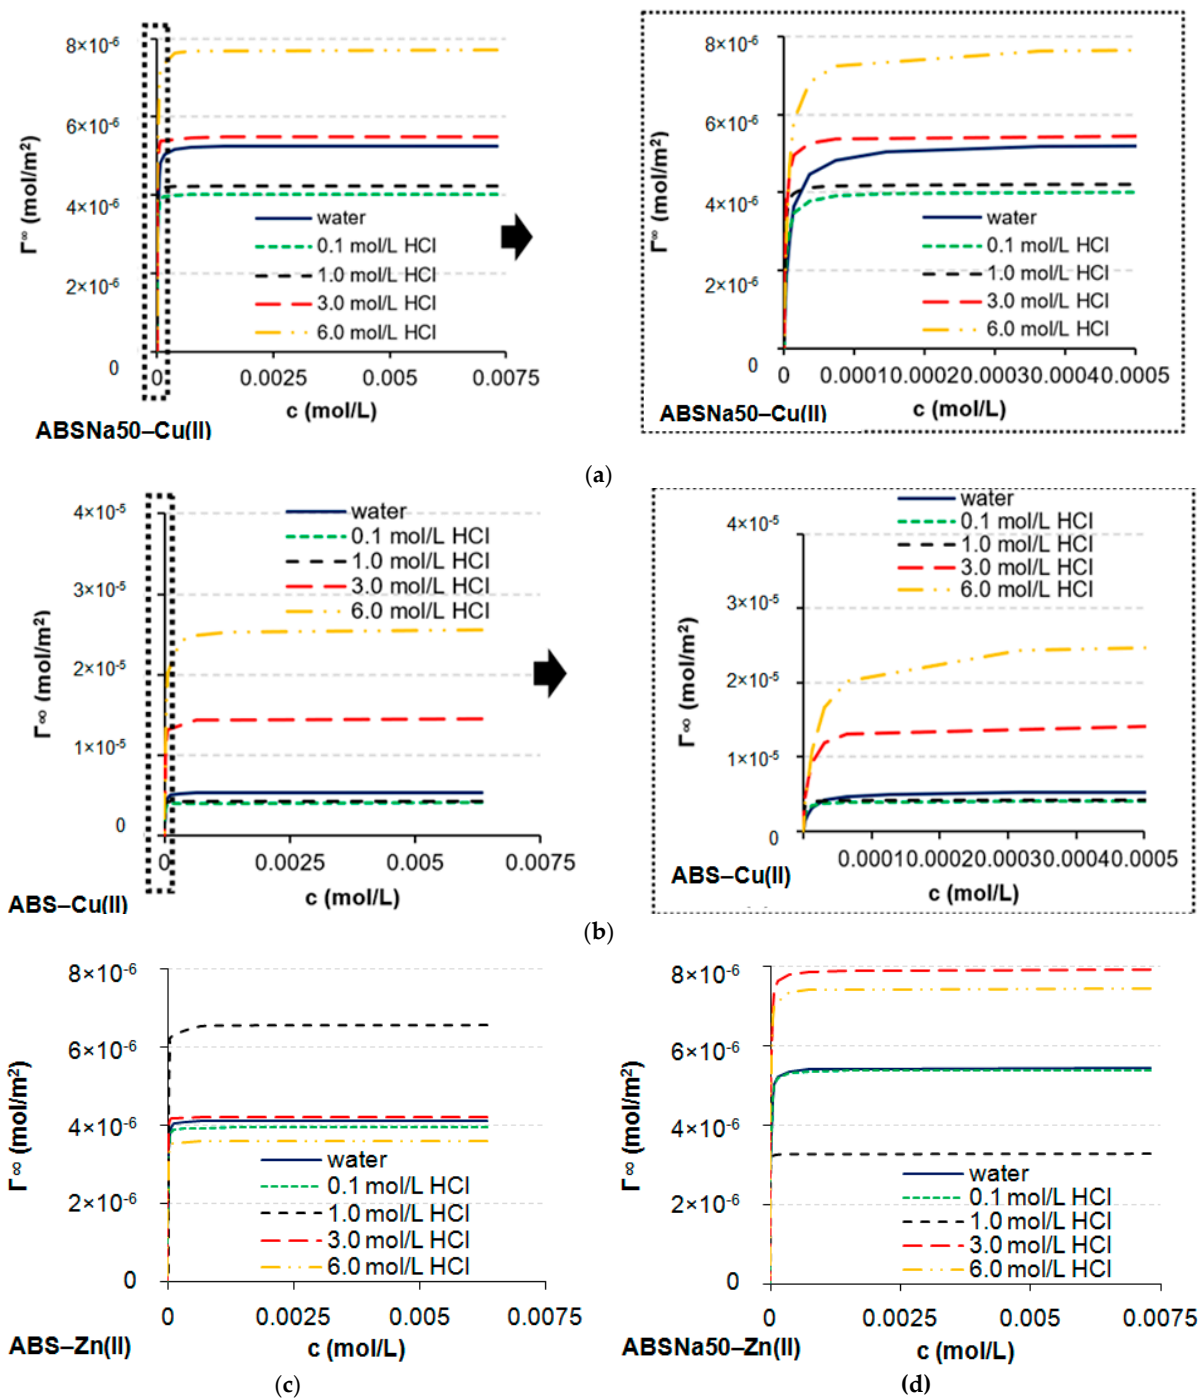 8×10-6
6×10-6
4×10-6
2×10-6
0
Γ∞ (mol/m2)
water
0.1 mol/L HCl
1.0 mol/L HCl
3.0 mol/L HCl
6.0 mol/L HCl
0 0.0025 0.005 0.0075
c (mol/L)
ABSNa50–Cu(II)
8×10-6
6×10-6
4×10-6
2×10-6
0
Γ∞ (mol/m2)
water
0.1 mol/L HCl
1.0 mol/L HCl
3.0 mol/L HCl
6.0 mol/L HCl
0 0.00010.00020.00030.00040.0005
c (mol/L)
ABSNa50–Cu(II)
(a)
4×10-5
3×10-5
2×10-5
1×10-5
0
Γ∞ (mol/m2)
water
0.1 mol/L HCl
1.0 mol/L HCl
3.0 mol/L HCl
6.0 mol/L HCl
0 0.0025 0.005 0.0075
c (mol/L)
ABS–Cu(II)
4×10-5
3×10-5
2×10-5
1×10-5
0
Γ∞ (mol/m2)
water
0.1 mol/L HCl
1.0 mol/L HCl
3.0 mol/L HCl
6.0 mol/L HCl
0.00010.00020.00030.00040.0005
c (mol/L)
ABS–Cu(II)
(b)
8×10-6
6×10-6
4×10-6
2×10-6
0
Γ∞ (mol/m2)
water
0.1 mol/L HCl
1.0 mol/L HCl
3.0 mol/L HCl
6.0 mol/L HCl
0 0.0025 0.005 0.0075
c (mol/L)
ABS–Zn(II)
(c)
8×10-6
6×10-6
4×10-6
2×10-6
0
Γ∞ (mol/m2)
water
0.1 mol/L HCl
1.0 mol/L HCl
3.0 mol/L HCl
6.0 mol/L HCl
0 0.0025 0.005 0.0075
c (mol/L)
ABSNa50–Zn(II)
(d)